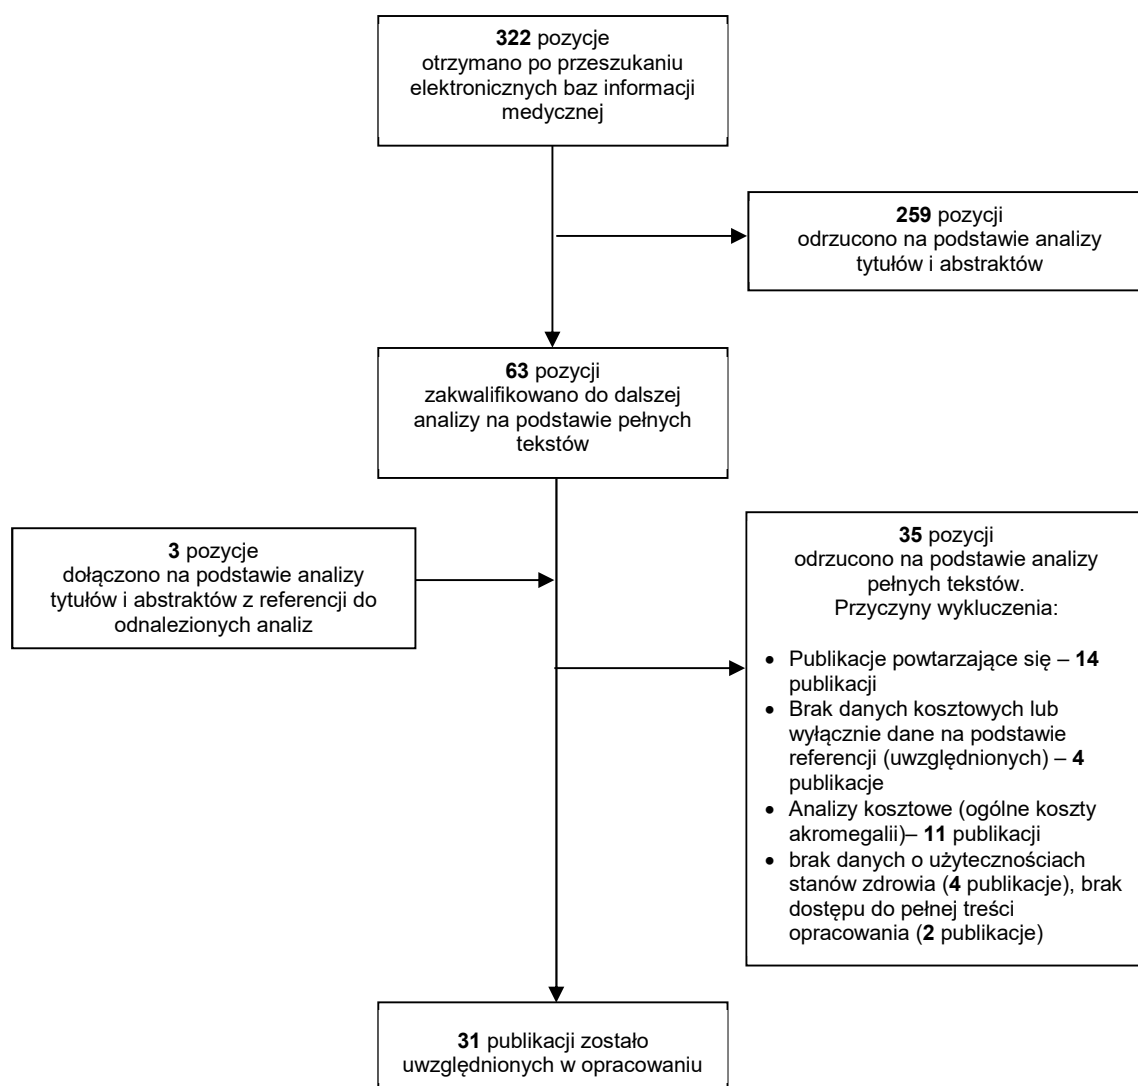 322 pozycje
otrzymano po przeszukaniu
elektronicznych baz informacji
medycznej
259 pozycji
odrzucono na podstawie analizy
tytułów i abstraktów
63 pozycji
zakwalifikowano do dalszej
analizy na podstawie pełnych
tekstów
3 pozycje
dołączono na podstawie analizy
tytułów i abstraktów z referencji do
odnalezionych analiz
35 pozycji
odrzucono na podstawie analizy
pełnych tekstów.
Przyczyny wykluczenia:
• Publikacje powtarzające się – 14
publikacji
• Brak danych kosztowych lub
wyłącznie dane na podstawie
referencji (uwzględnionych) – 4
publikacje
• Analizy kosztowe (ogólne koszty
akromegalii)– 11 publikacji
• brak danych o użytecznościach
stanów zdrowia (4 publikacje), brak
dostępu do pełnej treści
opracowania (2 publikacje)
31 publikacji zostało
uwzględnionych w opracowaniu